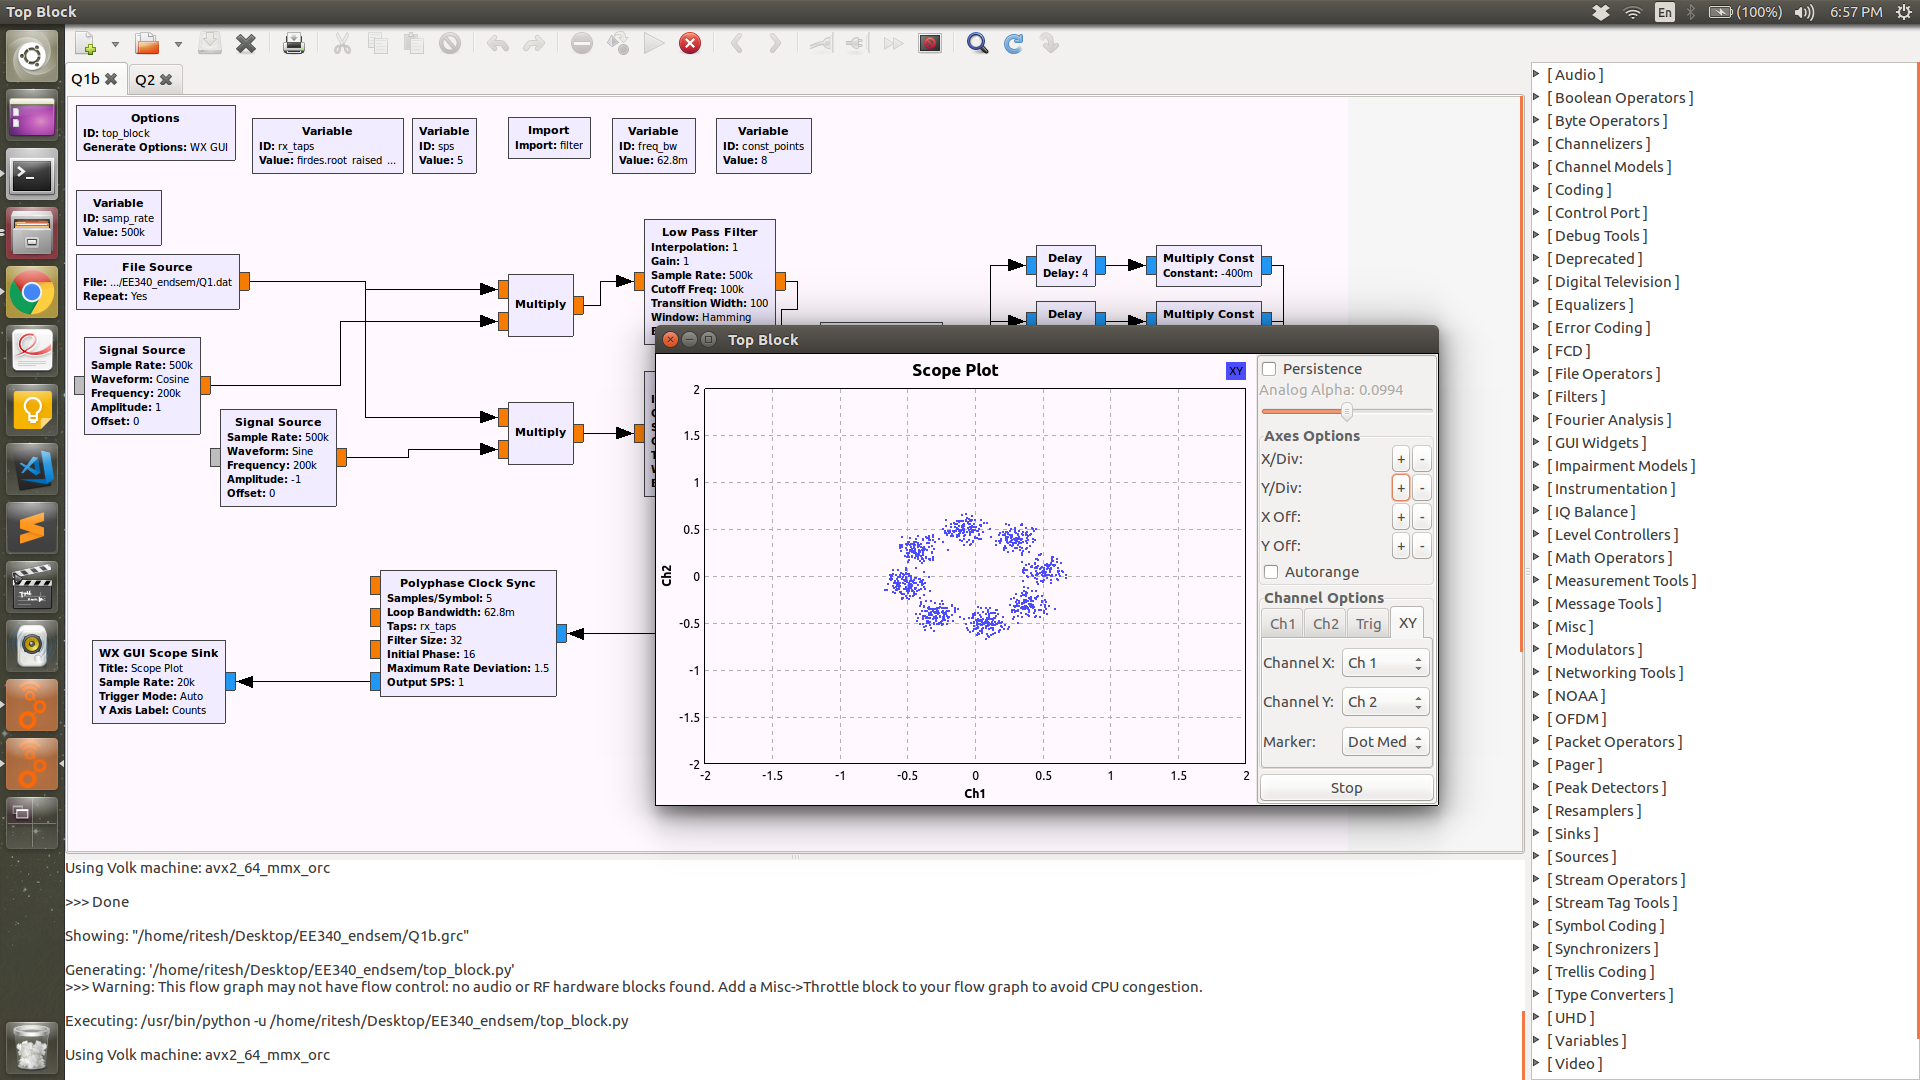 Top Block
En
(100%)
6:57 PM
Q1b
Q2
Options
ID: top_block
Generate Options: WX GUI
Variable
ID: rx_taps
Value: firdes.root_raised_...
Variable
ID: sps
Value: 5
Import
Import: filter
Variable
ID: freq_bw
Value: 62.8m
Variable
ID: const_points
Value: 8
Variable
ID: samp_rate
Value: 500k
File Source
File: .../EE340_endsem/Q1.dat
Repeat: Yes
Signal Source
Sample Rate: 500k
Waveform: Cosine
Frequency: 200k
Amplitude: 1
Offset: 0
Signal Source
Sample Rate: 500k
Waveform: Sine
Frequency: 200k
Amplitude: -1
Offset: 0
Multiply
Multiply
Low Pass Filter
Interpolation: 1
Gain: 1
Sample Rate: 500k
Cutoff Freq: 100k
Transition Width: 100
Window: Hamming
Delay
Delay: 4
Multiply Const
Constant: -400m
Delay
Multiply Const
Polyphase Clock Sync
Samples/Symbol: 5
Loop Bandwidth: 62.8m
Taps: rx_taps
Filter Size: 32
Initial Phase: 16
Maximum Rate Deviation: 1.5
Output SPS: 1
WX GUI Scope Sink
Title: Scope Plot
Sample Rate: 20k
Trigger Mode: Auto
Y Axis Label: Counts
Top Block
Scope Plot
XY
2
1.5
1
0.5
0
-0.5
-1
-1.5
-2
Ch2
-2 -1.5 -1 -0.5 0 0.5 1 1.5 2
Ch1
Persistence
Analog Alpha: 0.0994
Axes Options
X/Div: + -
Y/Div: + -
X Off: + -
Y Off: + -
Autorange
Channel Options
Ch1 Ch2 Trig XY
Channel X: Ch 1
Channel Y: Ch 2
Marker: Dot Med
Stop
[ Audio ]
[ Boolean Operators ]
[ Byte Operators ]
[ Channelizers ]
[ Channel Models ]
[ Coding ]
[ Control Port ]
[ Debug Tools ]
[ Deprecated ]
[ Digital Television ]
[ Equalizers ]
[ Error Coding ]
[ FCD ]
[ File Operators ]
[ Filters ]
[ Fourier Analysis ]
[ GUI Widgets ]
[ Impairment Models ]
[ Instrumentation ]
[ IQ Balance ]
[ Level Controllers ]
[ Math Operators ]
[ Measurement Tools ]
[ Message Tools ]
[ Misc ]
[ Modulators ]
[ Networking Tools ]
[ NOAA ]
[ OFDM ]
[ Packet Operators ]
[ Pager ]
[ Peak Detectors ]
[ Resamplers ]
[ Sinks ]
[ Sources ]
[ Stream Operators ]
[ Stream Tag Tools ]
[ Symbol Coding ]
[ Synchronizers ]
[ Trellis Coding ]
[ Type Converters ]
[ UHD ]
[ Variables ]
[ Video ]
Using Volk machine: avx2_64_mmx_orc
>>> Done
Showing: "/home/ritesh/Desktop/EE340_endsem/Q1b.grc"
Generating: '/home/ritesh/Desktop/EE340_endsem/top_block.py'
>>> Warning: This flow graph may not have flow control: no audio or RF hardware blocks found. Add a Misc->Throttle block to your flow graph to avoid CPU congestion.
Executing: /usr/bin/python -u /home/ritesh/Desktop/EE340_endsem/top_block.py
Using Volk machine: avx2_64_mmx_orc